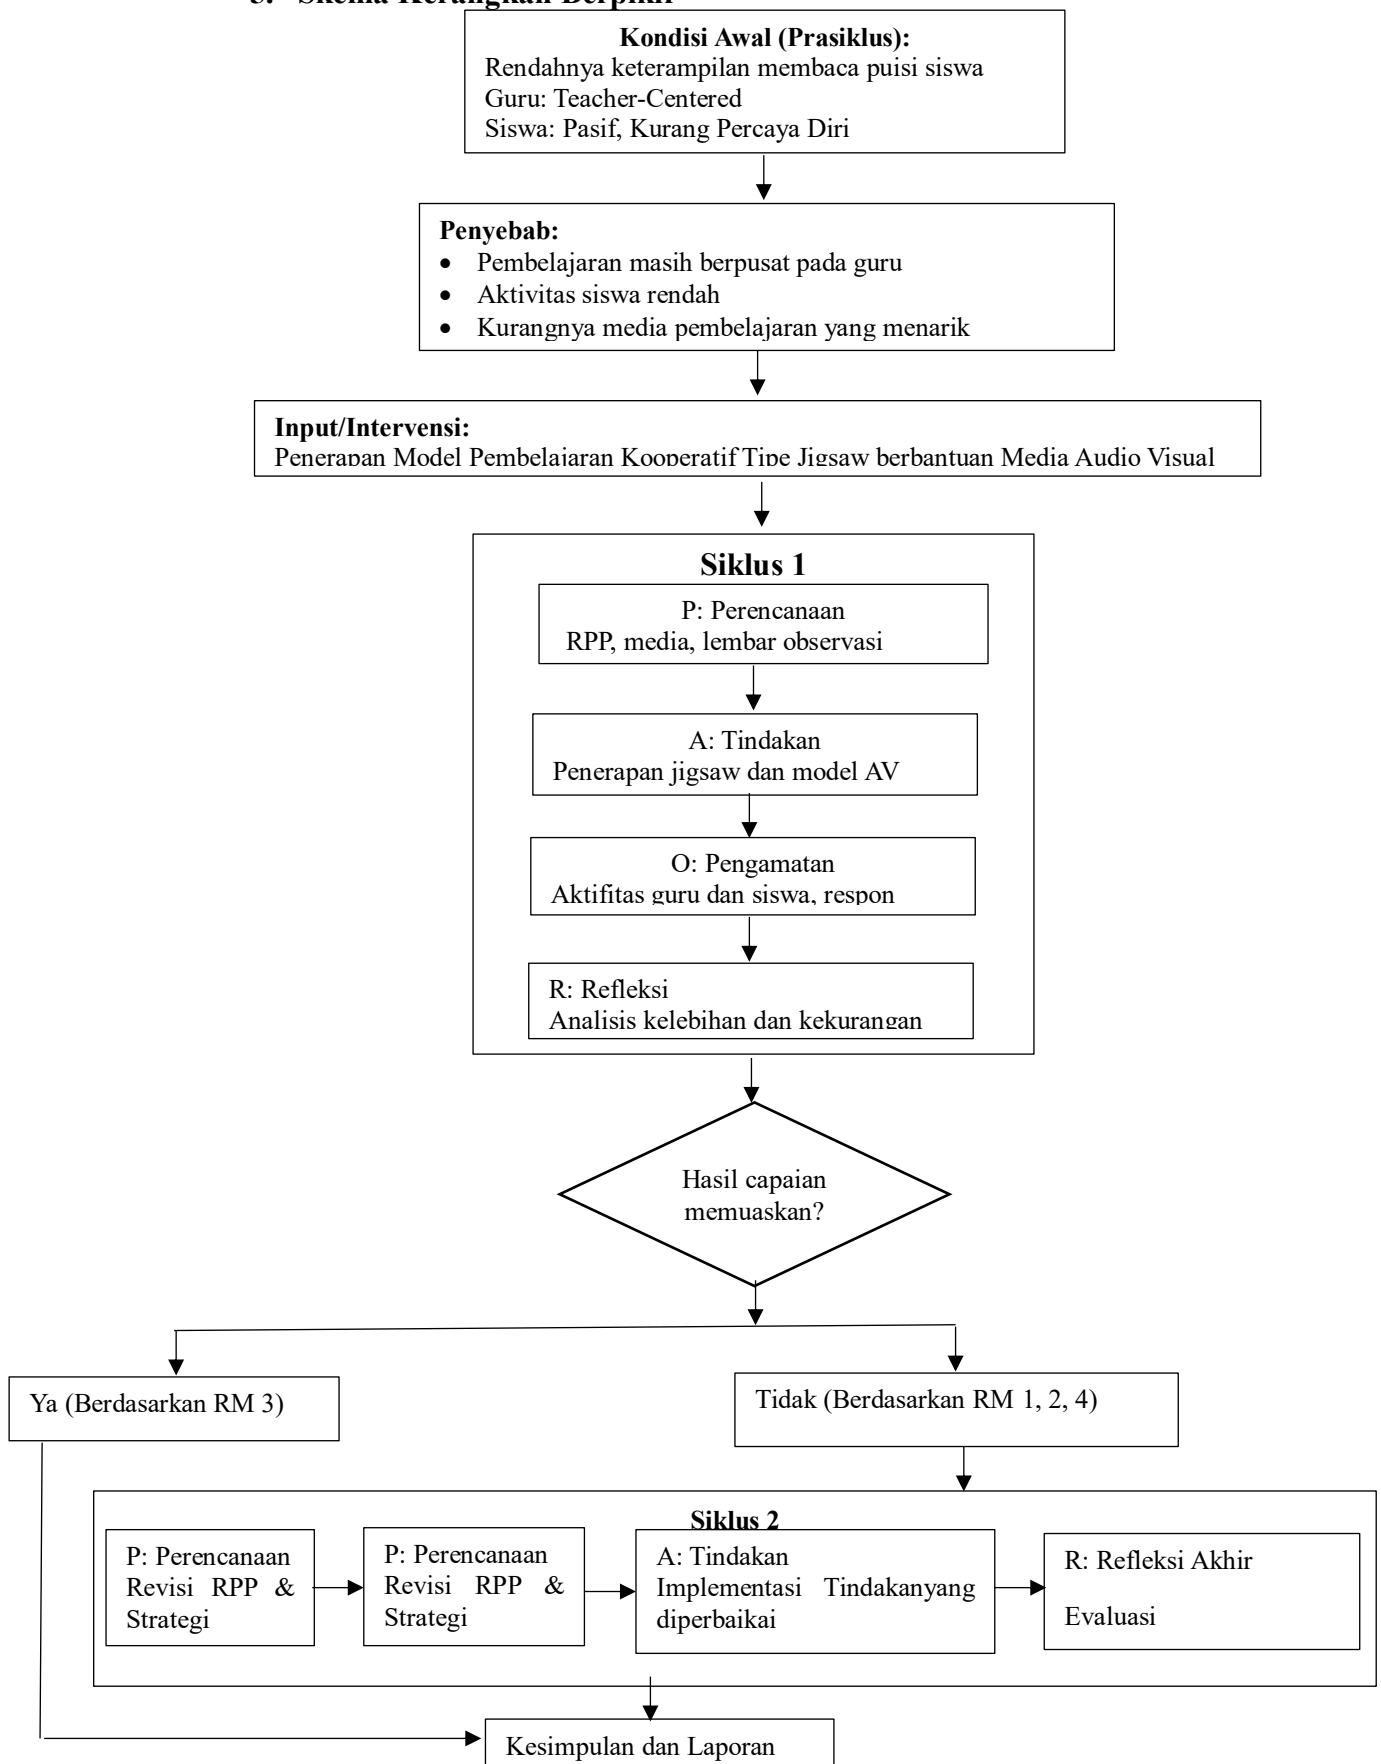 3. Skema Kerangkan Berpikir
Kondisi Awal (Prasiklus):
Rendahnya keterampilan membaca puisi siswa
Guru: Teacher-Centered
Siswa: Pasif, Kurang Percaya Diri
Penyebab:
• Pembelajaran masih berpusat pada guru
• Aktivitas siswa rendah
• Kurangnya media pembelajaran yang menarik
Input/Intervensi:
Penerapan Model Pembelajaran Kooperatif Tipe Jigsaw berbantuan Media Audio Visual
Siklus 1
P: Perencanaan
RPP, media, lembar observasi
A: Tindakan
Penerapan jigsaw dan model AV
O: Pengamatan
Aktifitas guru dan siswa, respon
R: Refleksi
Analisis kelebihan dan kekurangan
Hasil capaian
memuaskan?
Ya (Berdasarkan RM 3)
Tidak (Berdasarkan RM 1, 2, 4)
Siklus 2
P: Perencanaan
Revisi RPP &
Strategi
P: Perencanaan
Revisi RPP &
Strategi
A: Tindakan
Implementasi Tindakanyang
diperbaikai
R: Refleksi Akhir
Evaluasi
Kesimpulan dan Laporan